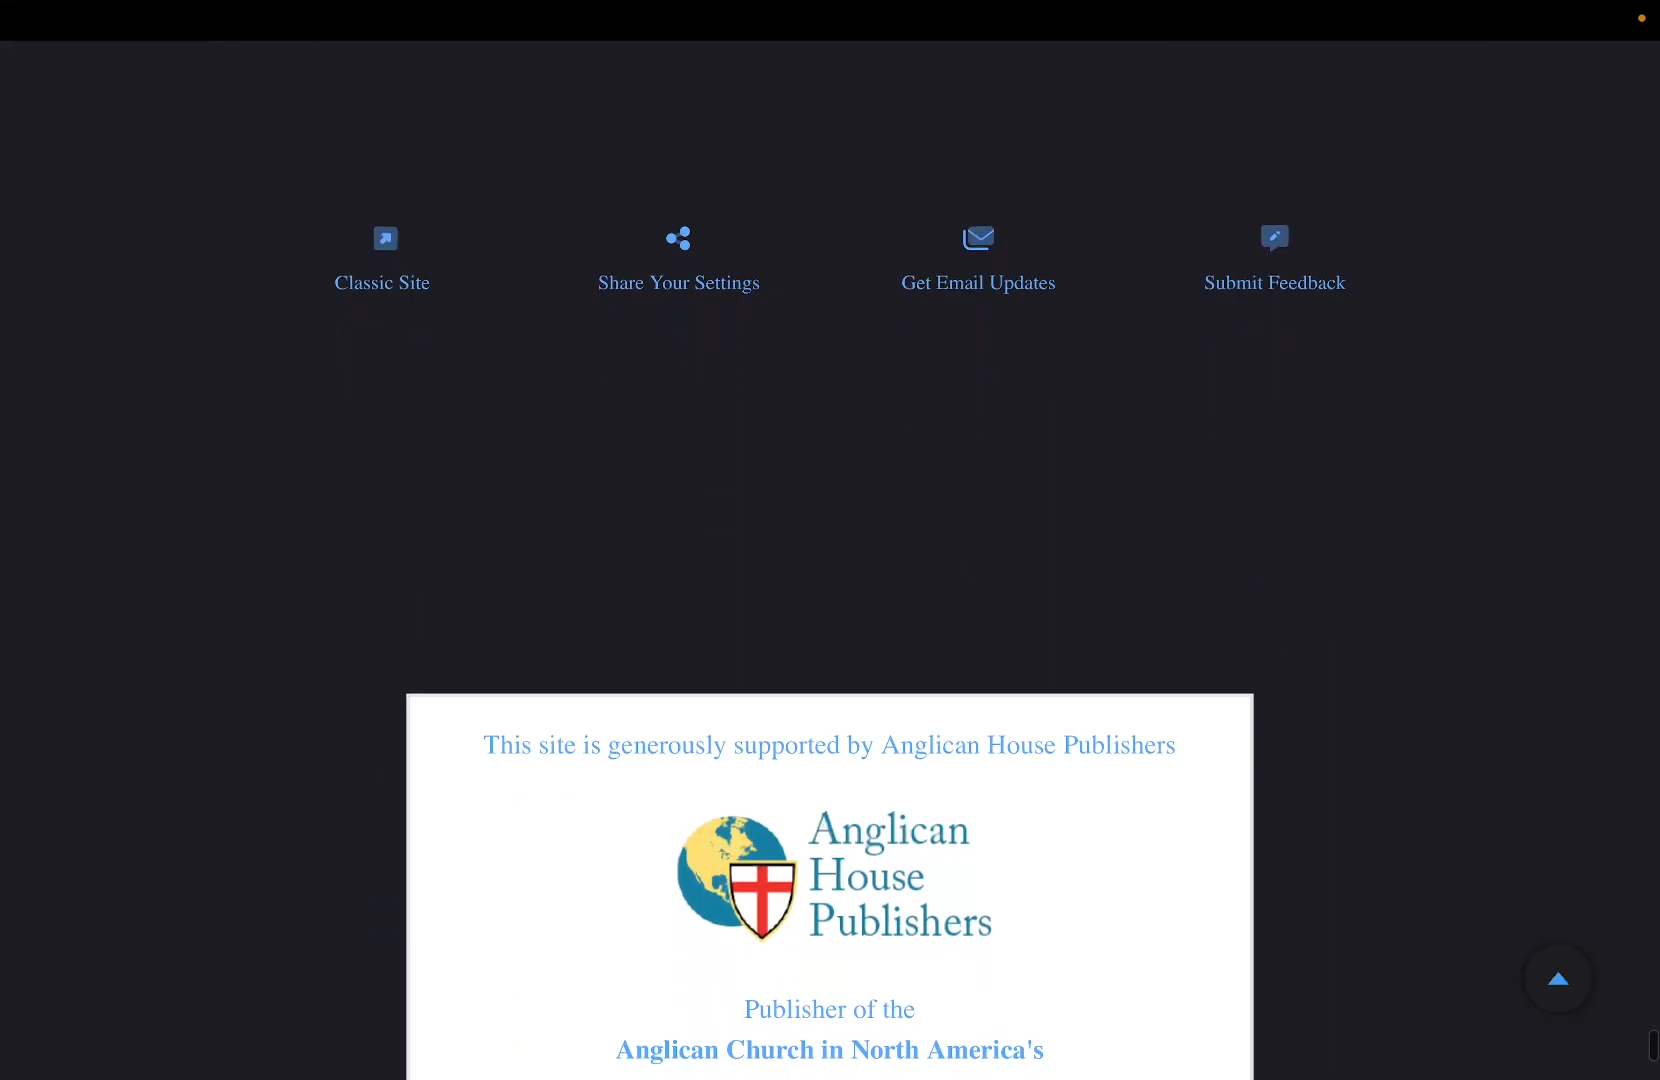 Classic Site
Share Your Settings
Get Email Updates
Submit Feedback
This site is generously supported by Anglican House Publishers
Anglican
House
Publishers
Publisher of the
Anglican Church in North America's